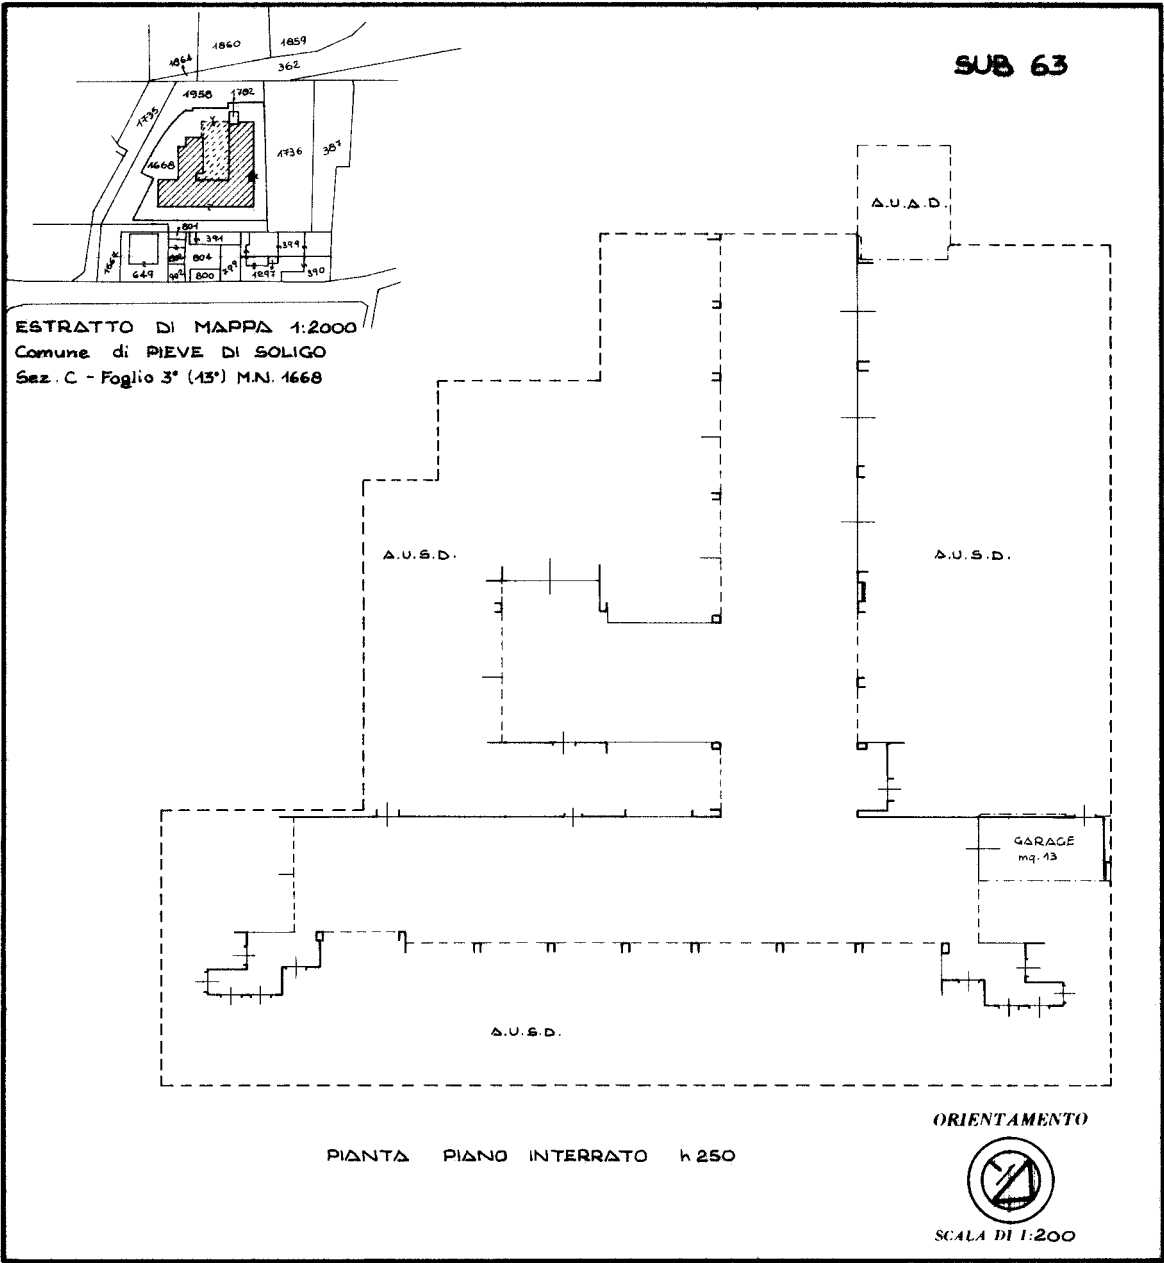 SUB 63
1860
1859
1864
362
1958
1782
1735
1736
387
1668
801
391
399
804
649
902
800
799
1297
390
ESTRATTO DI MAPPA 1:2000
Comune di PIEVE DI SOLIGO
Sez. C - Foglio 3° (13°) M.N. 1668
A.U.A.D.
A.U.S.D.
A.U.S.D.
GARAGE
mq. 13
A.U.S.D.
ORIENTAMENTO
PIANTA PIANO INTERRATO h 250
SCALA DI 1:200